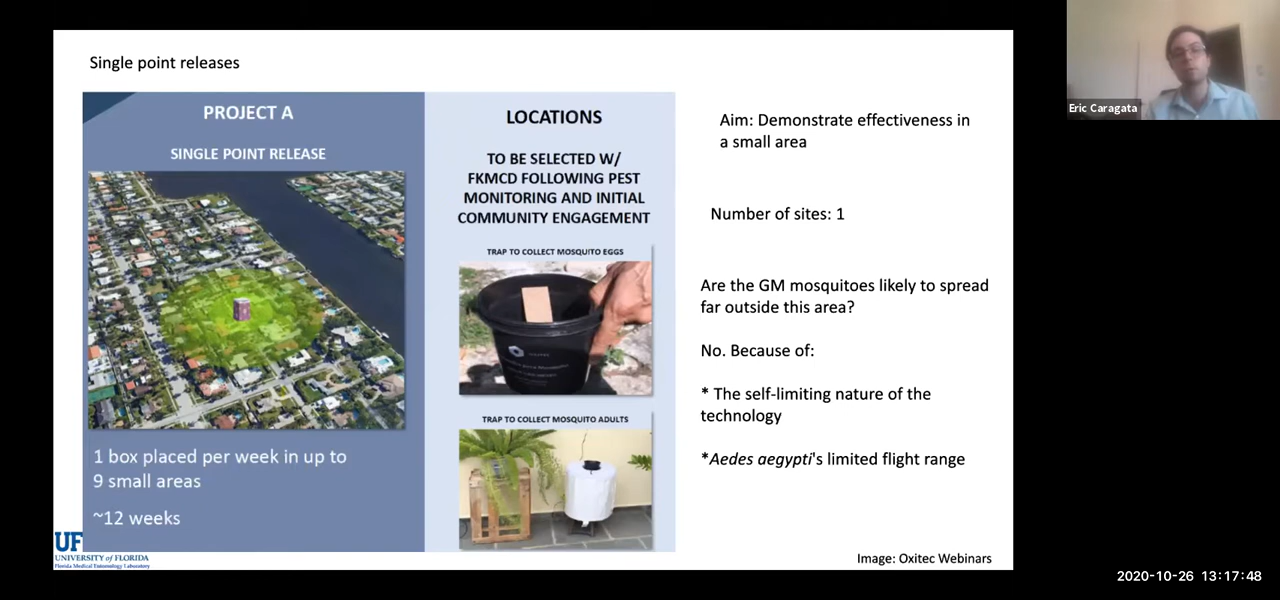 Single point releases
PROJECT A
SINGLE POINT RELEASE
1 box placed per week in up to
9 small areas
~12 weeks
LOCATIONS
TO BE SELECTED W/
FKMCD FOLLOWING PEST
MONITORING AND INITIAL
COMMUNITY ENGAGEMENT
TRAP TO COLLECT MOSQUITO EGGS
TRAP TO COLLECT MOSQUITO ADULTS
Aim: Demonstrate effectiveness in
a small area
Number of sites: 1
Are the GM mosquitoes likely to spread
far outside this area?
No. Because of:
* The self-limiting nature of the
technology
*Aedes aegypti's limited flight range
UF
UNIVERSITY of FLORIDA
Florida Medical Entomology Laboratory
Image: Oxitec Webinars
Eric Caragata
2020-10-26 13:17:48